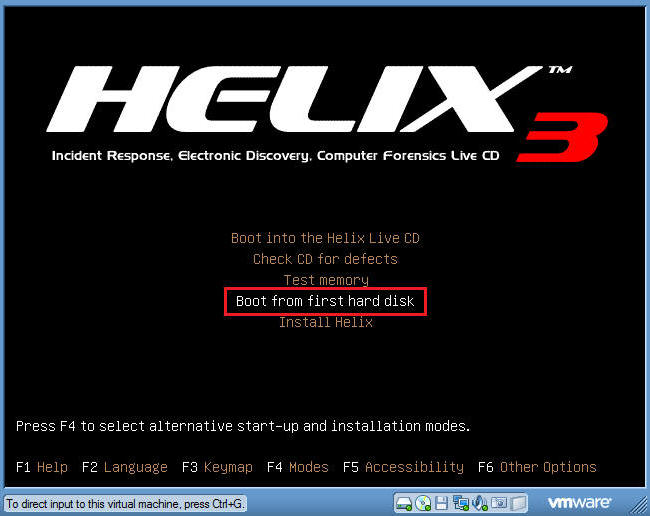 HELIX™ 3
Incident Response, Electronic Discovery, Computer Forensics Live CD
Boot into the Helix Live CD
Check CD for defects
Test memory
Boot from first hard disk
Install Helix
Press F4 to select alternative start-up and installation modes.
F1 Help F2 Language F3 Keymap F4 Modes F5 Accessibility F6 Other Options
To direct input to this virtual machine, press Ctrl+G.
vmware